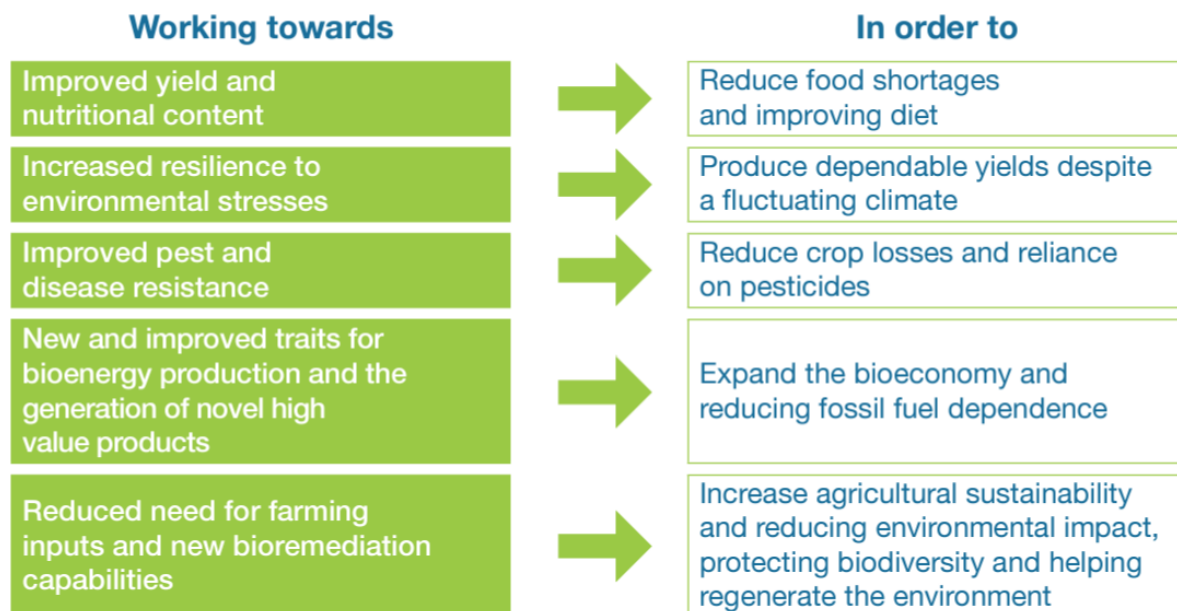 Working towards
In order to
Improved yield and
nutritional content
Reduce food shortages
and improving diet
Increased resilience to
environmental stresses
Produce dependable yields despite
a fluctuating climate
Improved pest and
disease resistance
Reduce crop losses and reliance
on pesticides
New and improved traits for
bioenergy production and the
generation of novel high
value products
Expand the bioeconomy and
reducing fossil fuel dependence
Reduced need for farming
inputs and new bioremediation
capabilities
Increase agricultural sustainability
and reducing environmental impact,
protecting biodiversity and helping
regenerate the environment